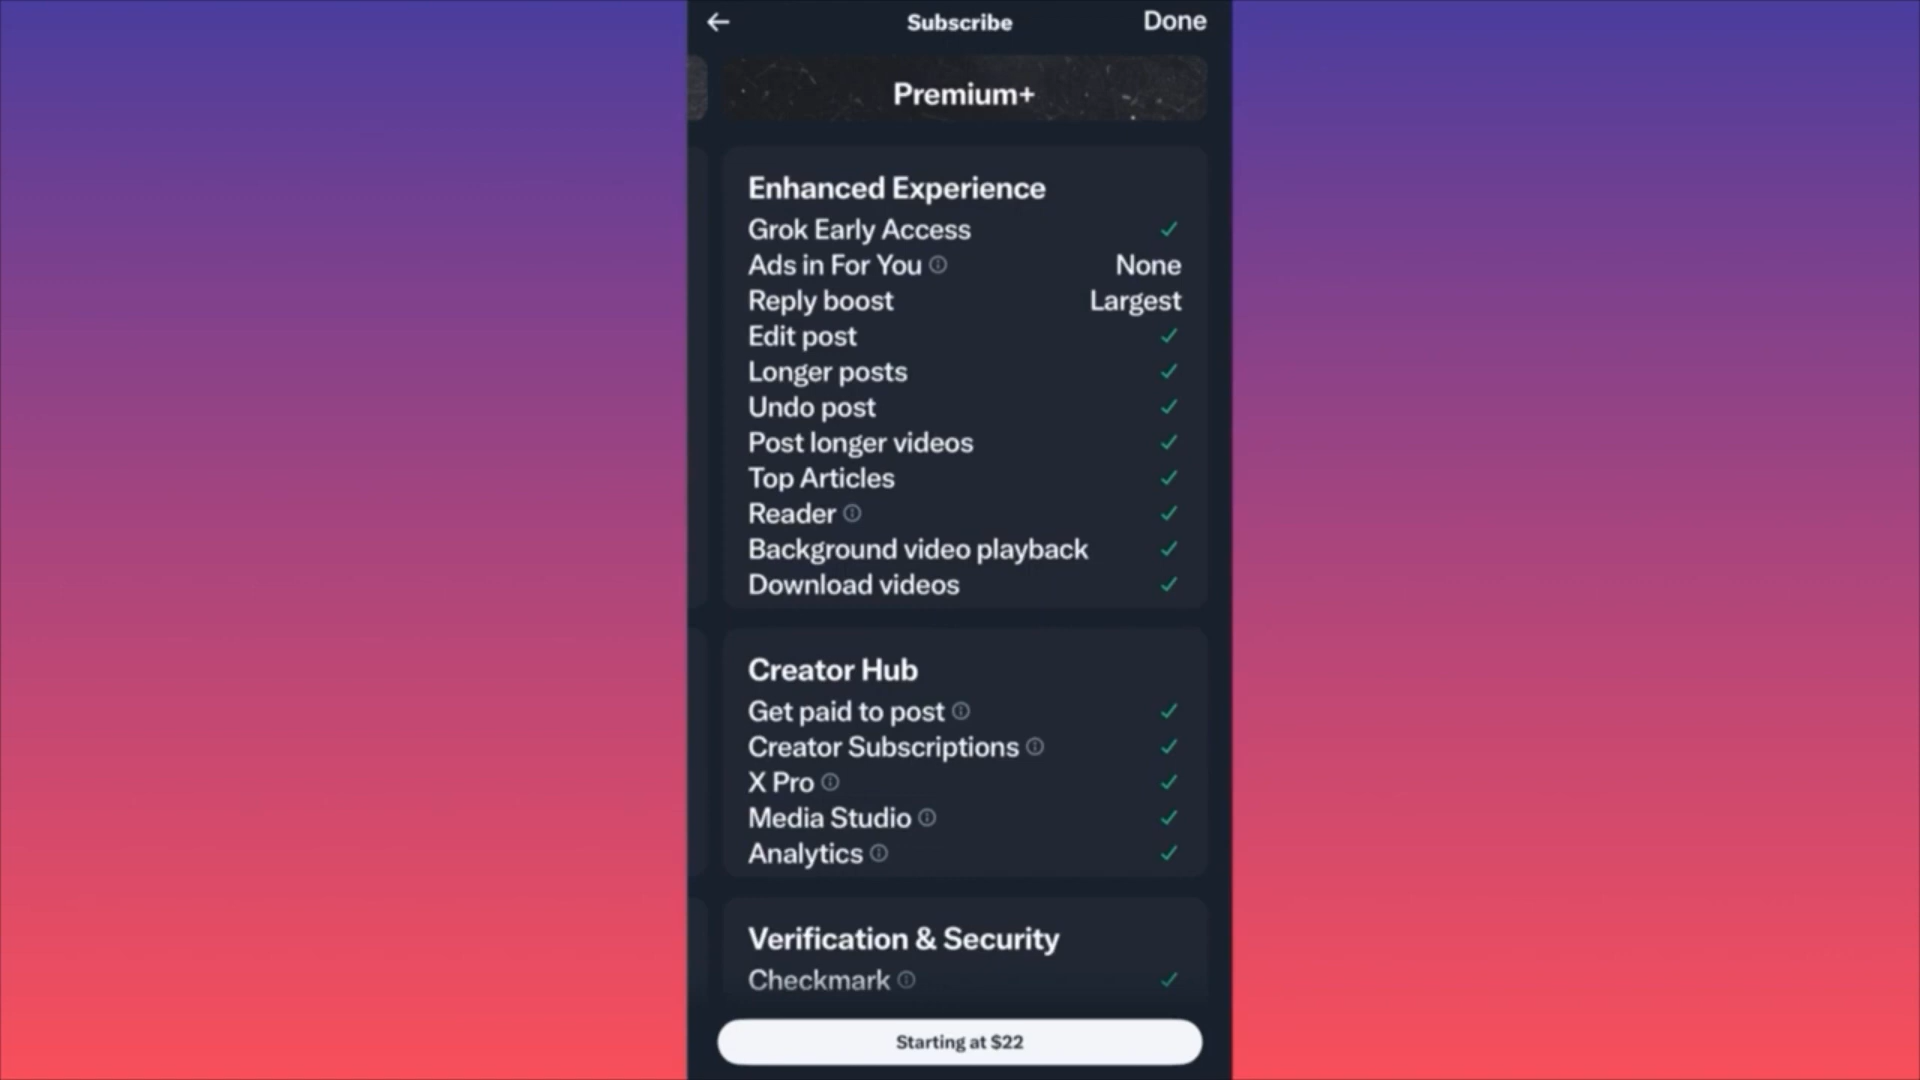 Subscribe
Done
Premium+
Enhanced Experience
Grok Early Access
Ads in For You None
Reply boost Largest
Edit post
Longer posts
Undo post
Post longer videos
Top Articles
Reader
Background video playback
Download videos
Creator Hub
Get paid to post
Creator Subscriptions
X Pro
Media Studio
Analytics
Verification & Security
Checkmark
Starting at $22